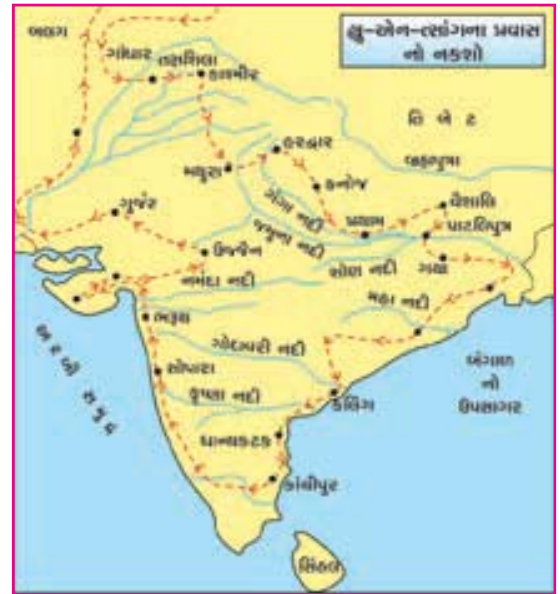 હ્યુ-એન-ત્સાંગના પ્રવાસ
નો નકશો
બલગ
ગાંધાર
તક્ષશિલા
કાશ્મીર
તિબેટ
હરદ્વાર
બ્રહ્મપુત્રા
મથુરા
કનોજ
ગુર્જર
ગંગા નદી
વૈશાલિ
જમુના નદી
પ્રયાગ
પાટલિપુત્ર
ઉજ્જૈન
સોણ નદી
ગયા
નર્મદા નદી
મહા નદી
ભરૂચ
અરબી સમુદ્ર
ગોદાવરી નદી
બંગાળ
નો
ઉપસાગર
સોપારા
કૃષ્ણા નદી
કલિંગ
ધાન્યકટક
કાંચીપુર
સિંહલ